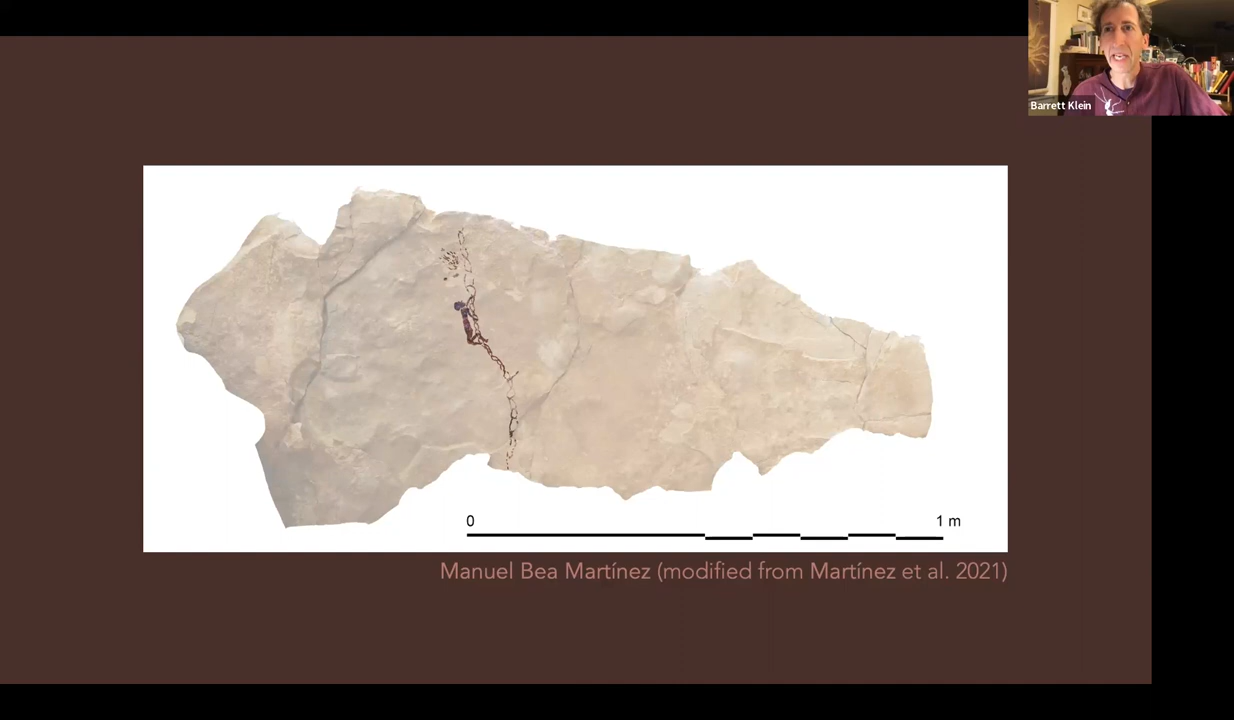 Barrett Klein
0 1 m
Manuel Bea Martínez (modified from Martínez et al. 2021)